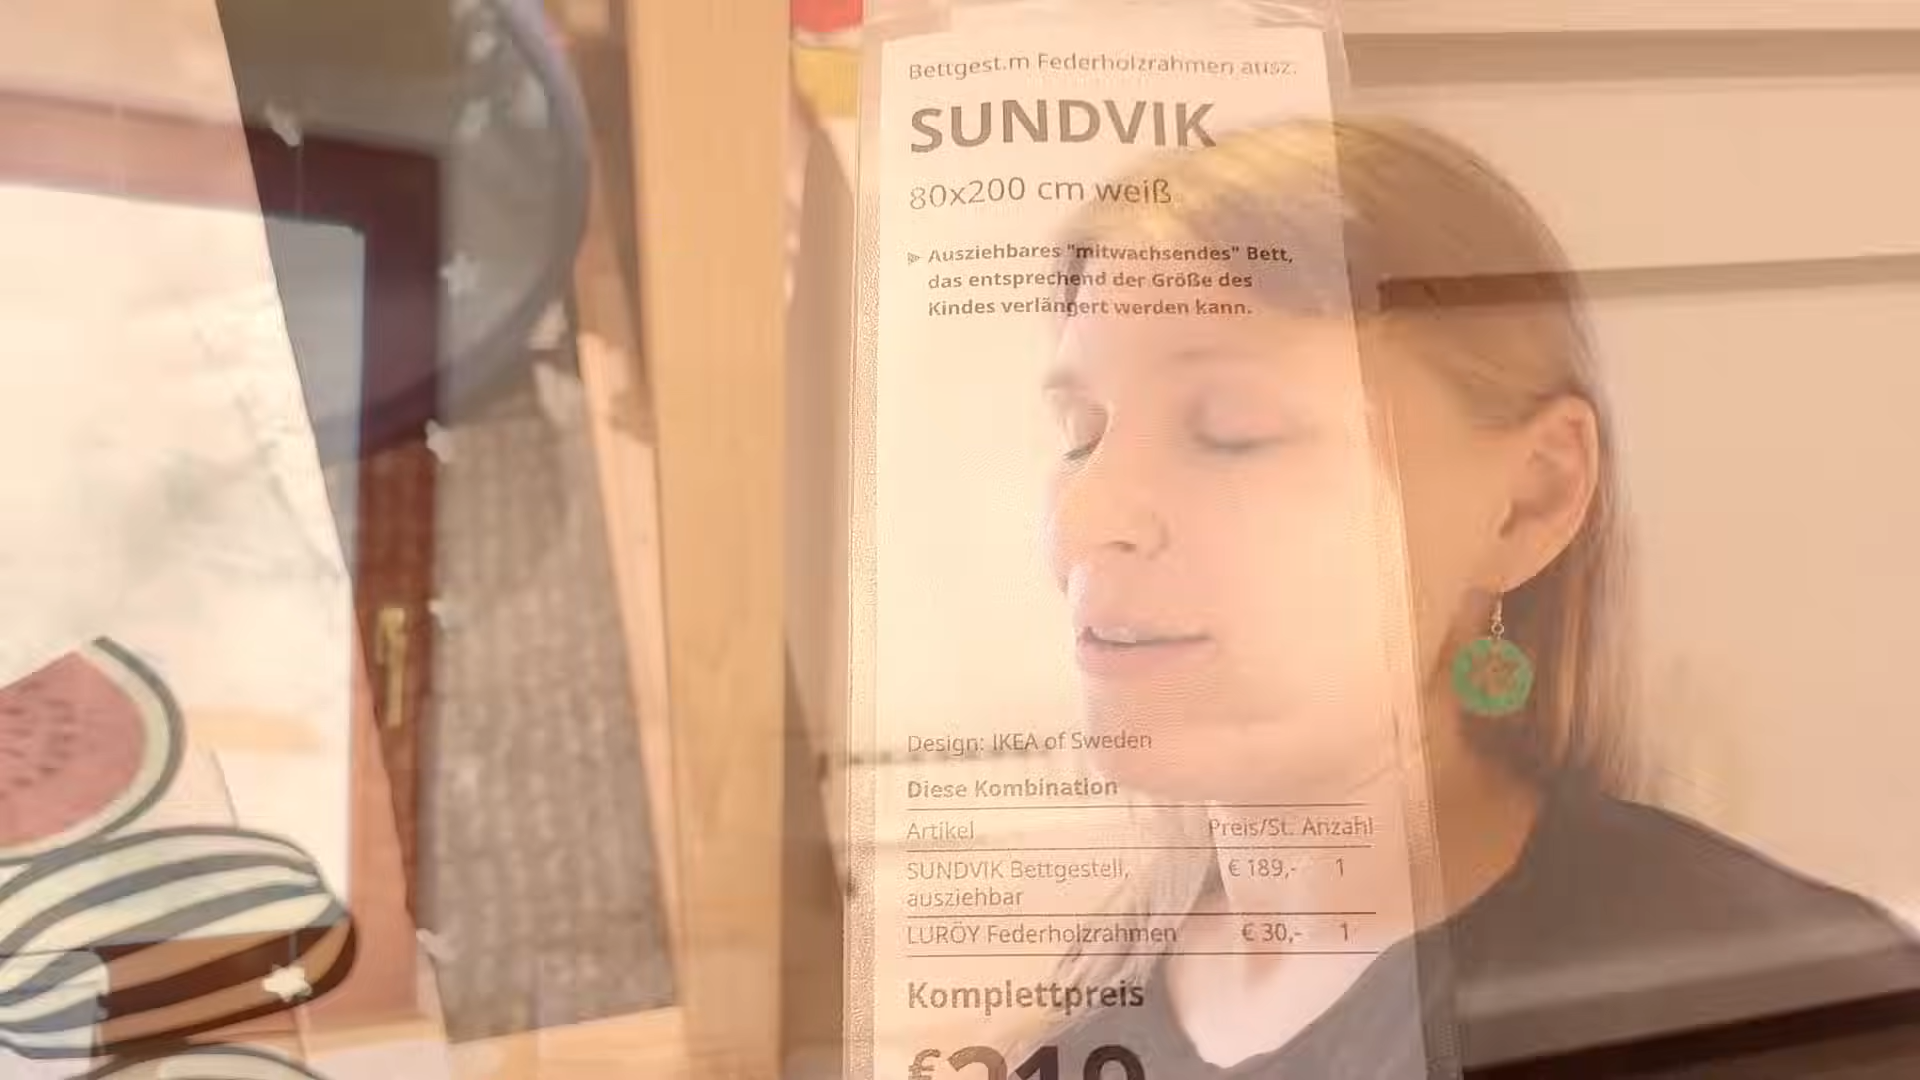 Bettgest.m Federholzrahmen ausz.
SUNDVIK
80x200 cm weiß
Ausziehbares "mitwachsendes" Bett,
das entsprechend der Größe des
Kindes verlängert werden kann.
Design: IKEA of Sweden
Diese Kombination
Artikel Preis/St. Anzahl
SUNDVIK Bettgestell, € 189,- 1
ausziehbar
LURÖY Federholzrahmen € 30,- 1
Komplettpreis
€219